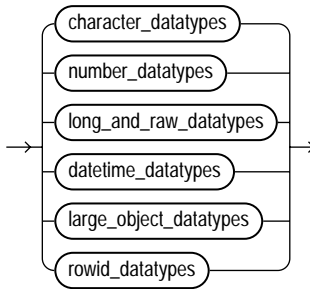 character_datatypes
number_datatypes
long_and_raw_datatypes
datetime_datatypes
large_object_datatypes
rowid_datatypes